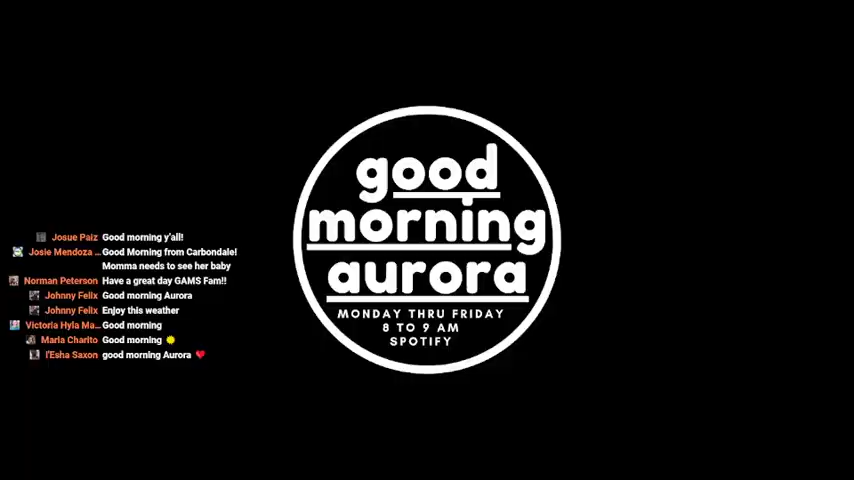 good
morning
aurora
MONDAY THRU FRIDAY
8 TO 9 AM
SPOTIFY
Josue Paiz Good morning y'all!
Josie Mendoza ... Good Morning from Carbondale!
Momma needs to see her baby
Norman Peterson Have a great day GAMS Fam!!
Johnny Felix Good morning Aurora
Johnny Felix Enjoy this weather
Victoria Hyla Ma... Good morning
Maria Charito Good morning
I'Esha Saxon good morning Aurora